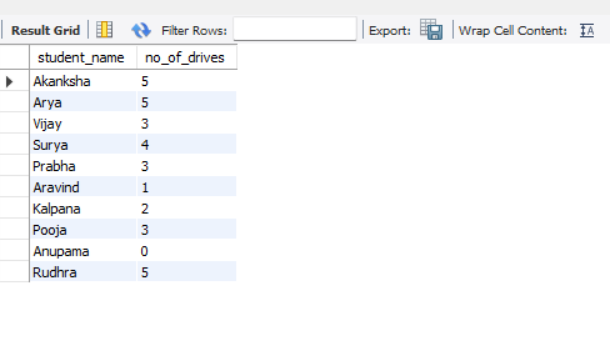 Result Grid Filter Rows: Export: Wrap Cell Content: IA
student_name no_of_drives
Akanksha 5
Arya 5
Vijay 3
Surya 4
Prabha 3
Aravind 1
Kalpana 2
Pooja 3
Anupama 0
Rudhra 5